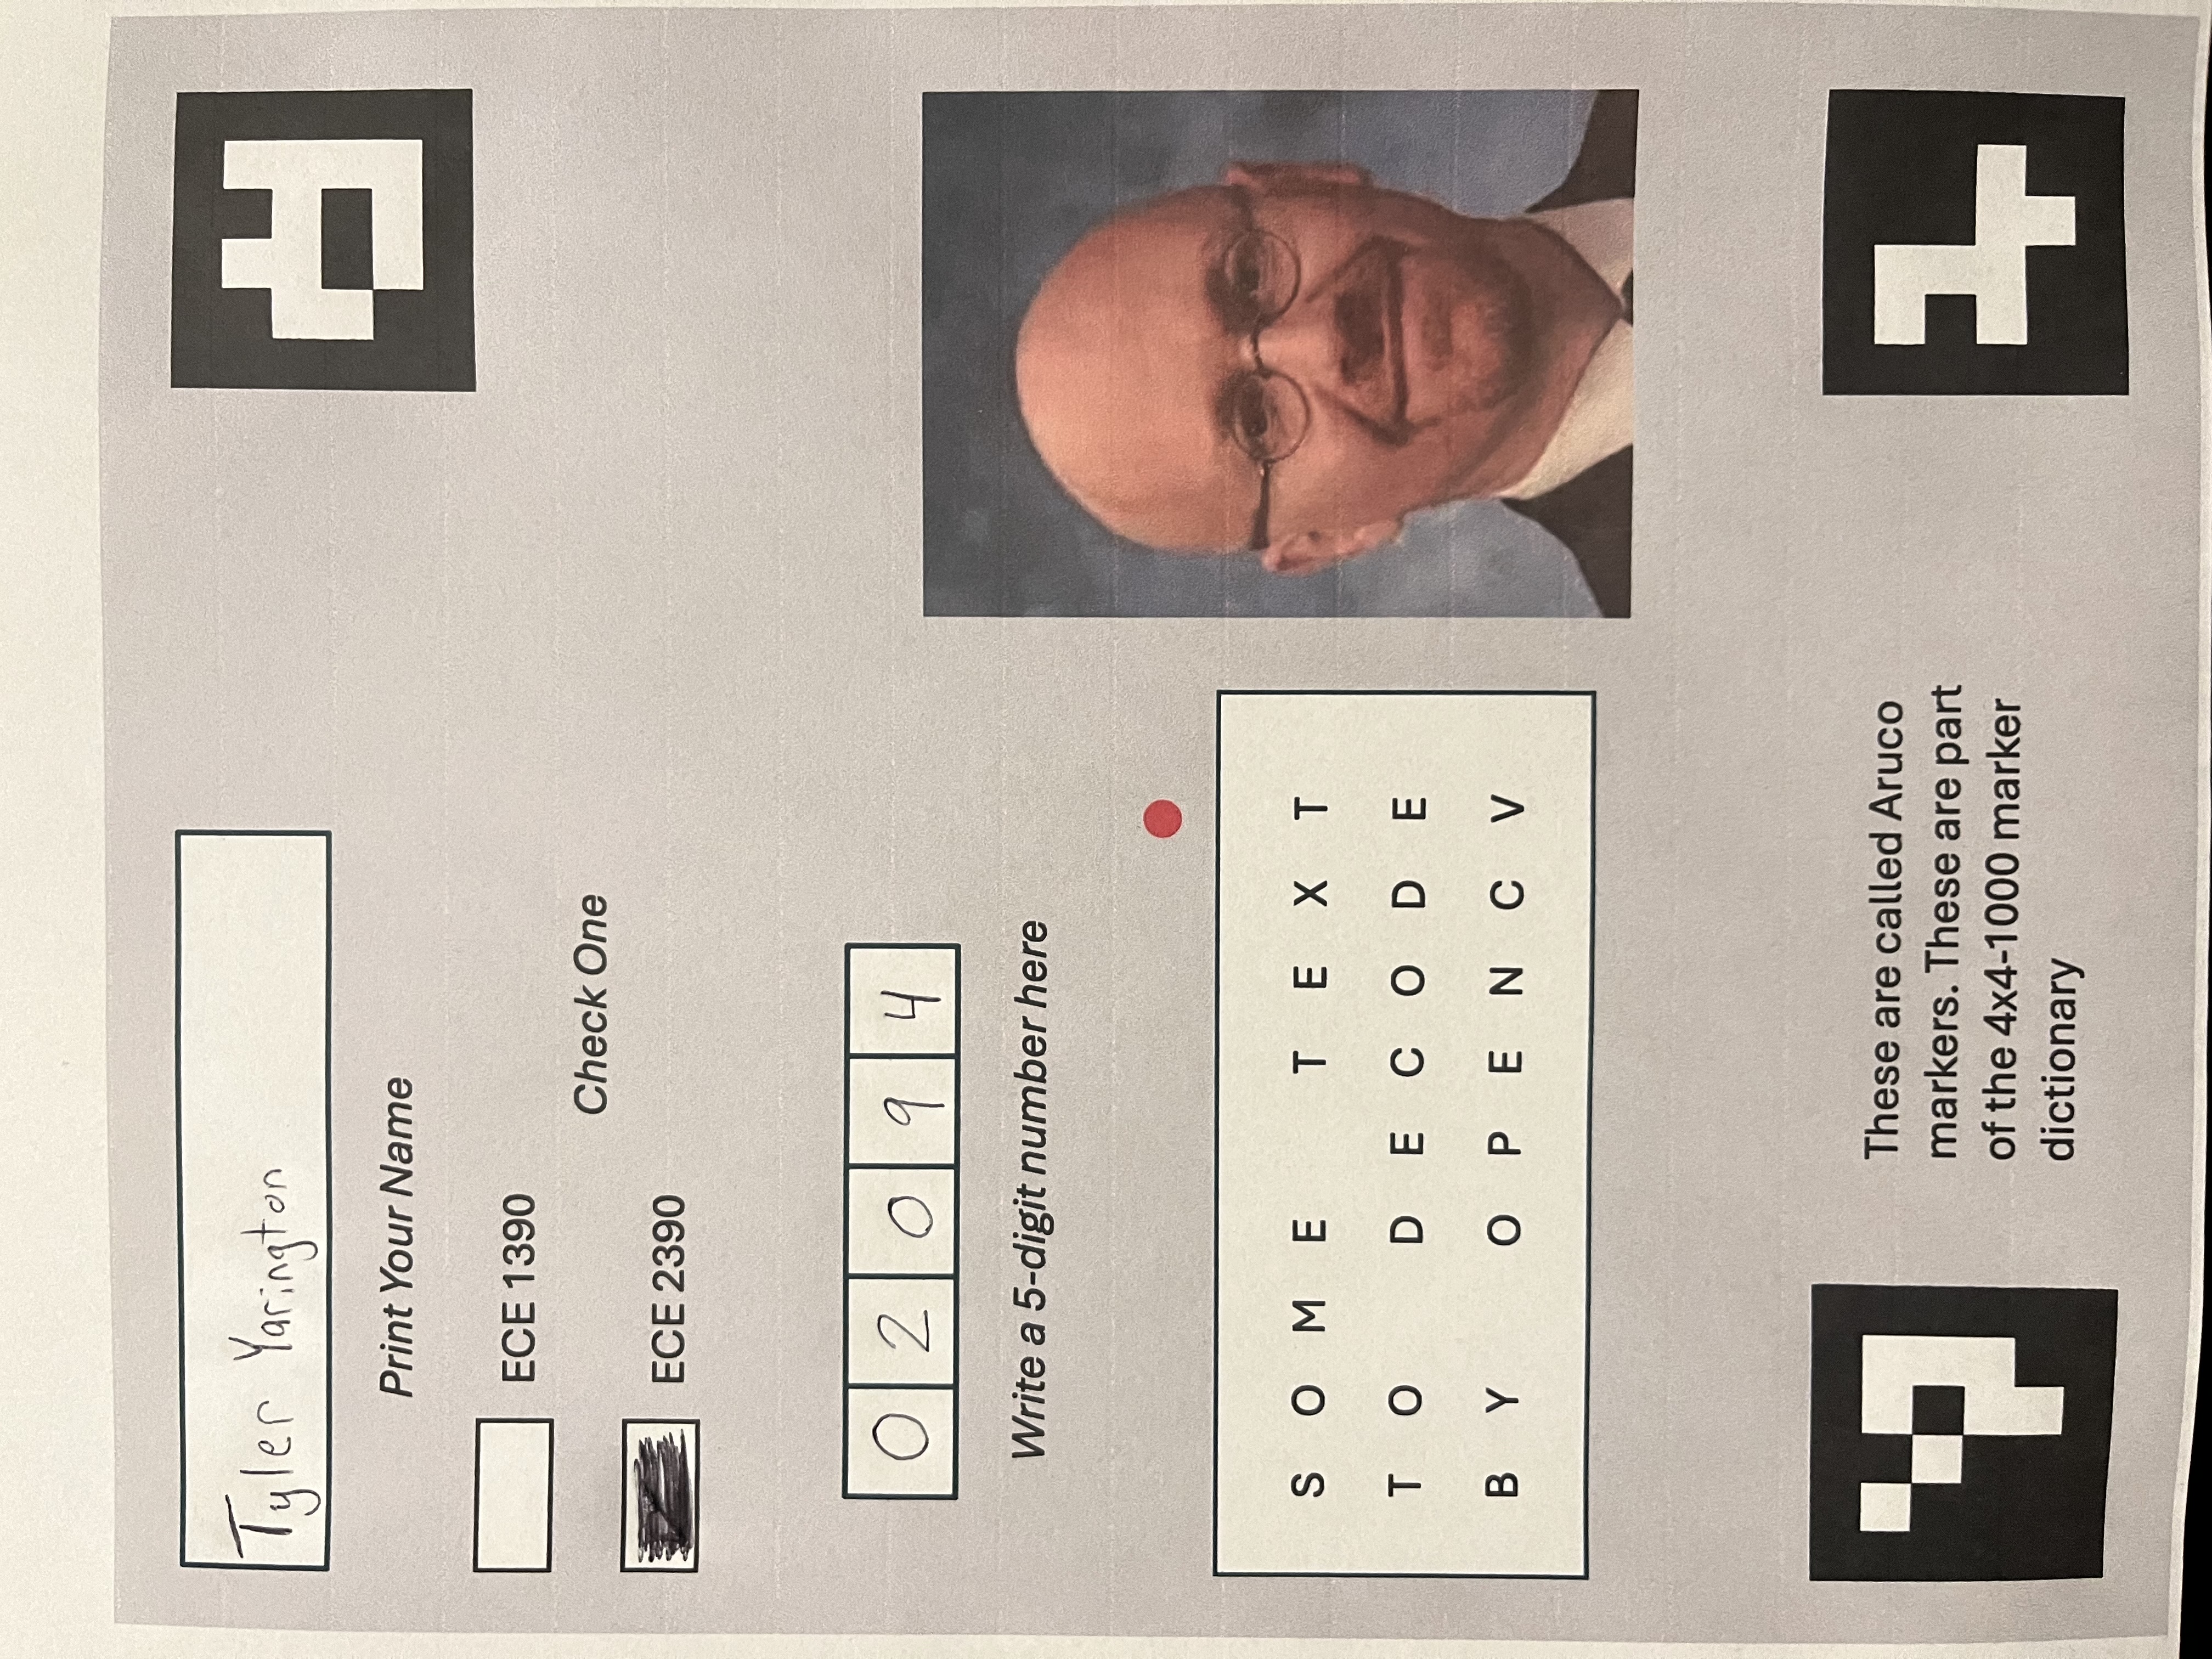 Tyler Yarington
Print Your Name
ECE 1390
Check One
ECE 2390
0 2 0 9 4
Write a 5-digit number here
S O M E T E X T
T O D E C O D E
B Y O P E N C V
These are called Aruco
markers. These are part
of the 4x4-1000 marker
dictionary